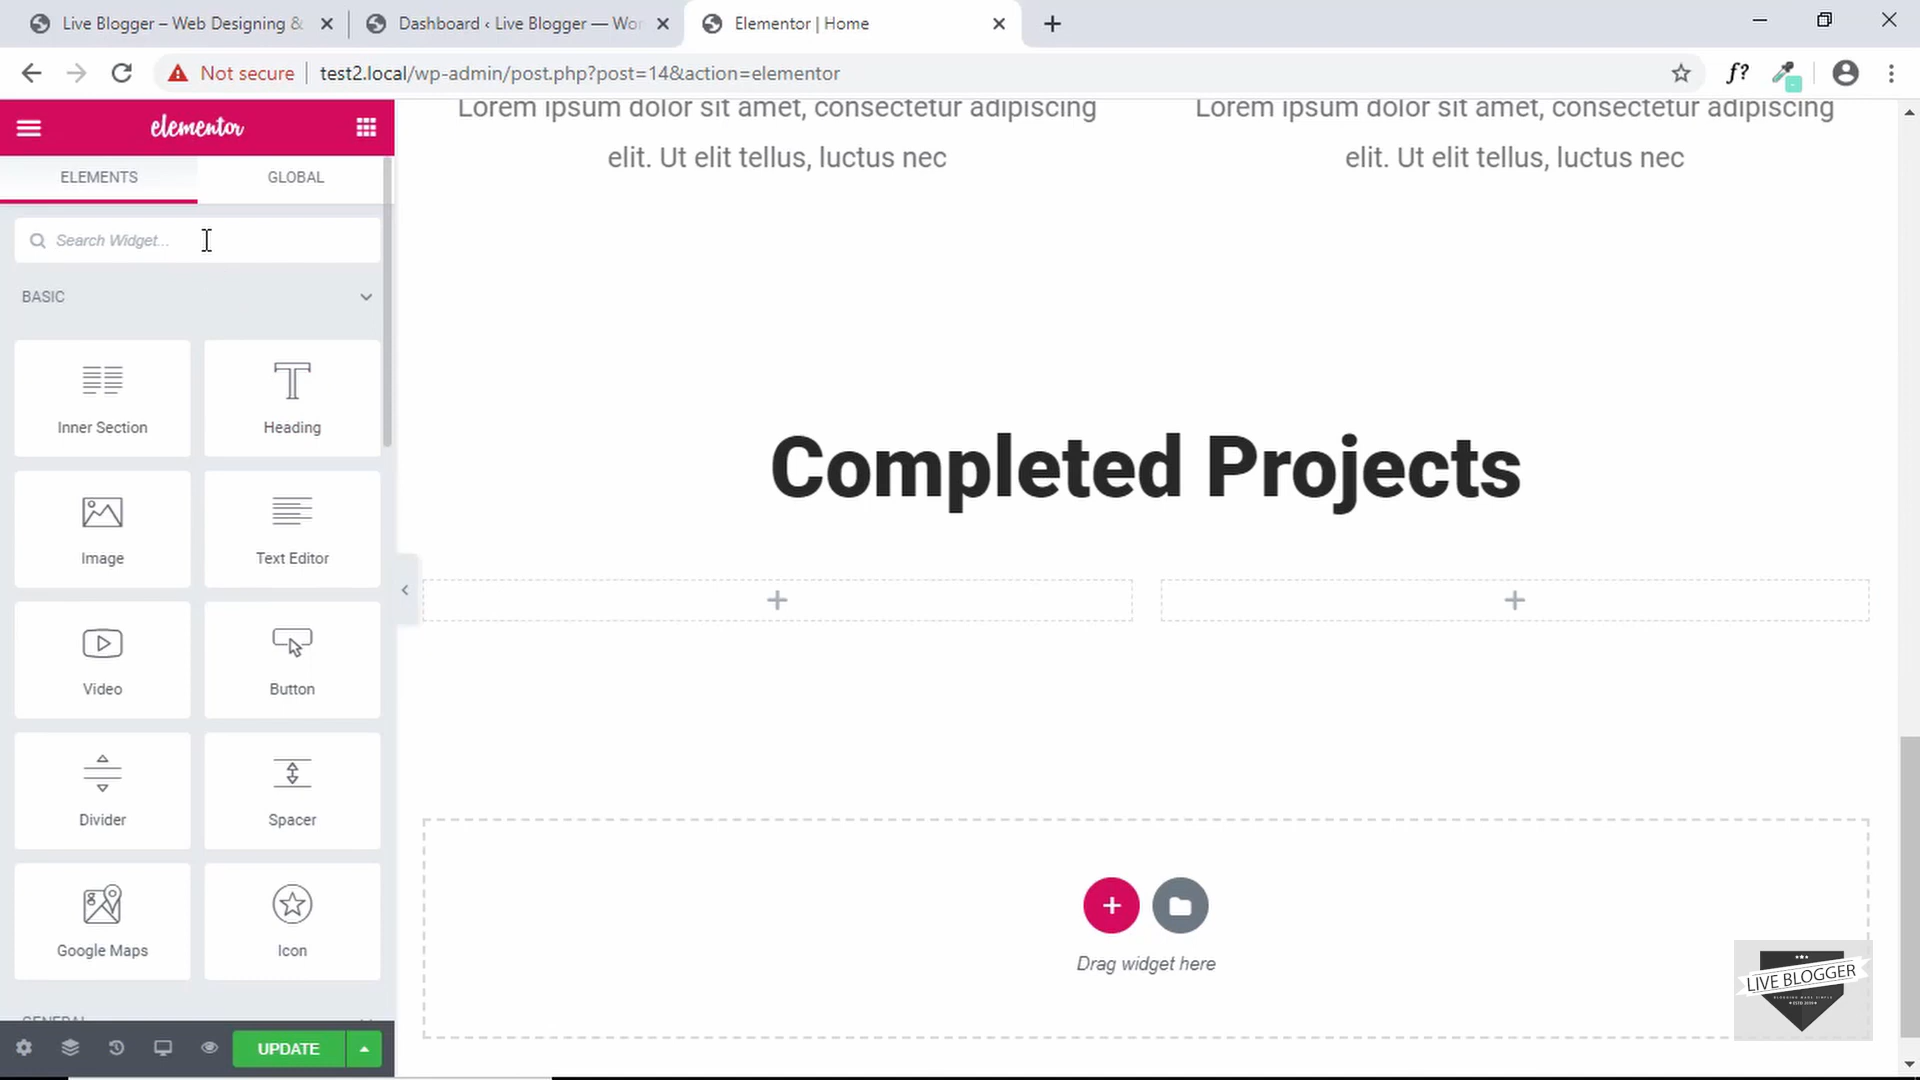 Live Blogger – Web Designing &
Dashboard ‹ Live Blogger — Wor
Elementor | Home
Not secure
test2.local/wp-admin/post.php?post=14&action=elementor
f?
elementor
ELEMENTS
GLOBAL
Search Widget...
BASIC
Inner Section
Heading
Image
Text Editor
Video
Button
Divider
Spacer
Google Maps
Icon
GENERAL
UPDATE
Lorem ipsum dolor sit amet, consectetur adipiscing
elit. Ut elit tellus, luctus nec
Lorem ipsum dolor sit amet, consectetur adipiscing
elit. Ut elit tellus, luctus nec
Completed Projects
Drag widget here
LIVE BLOGGER